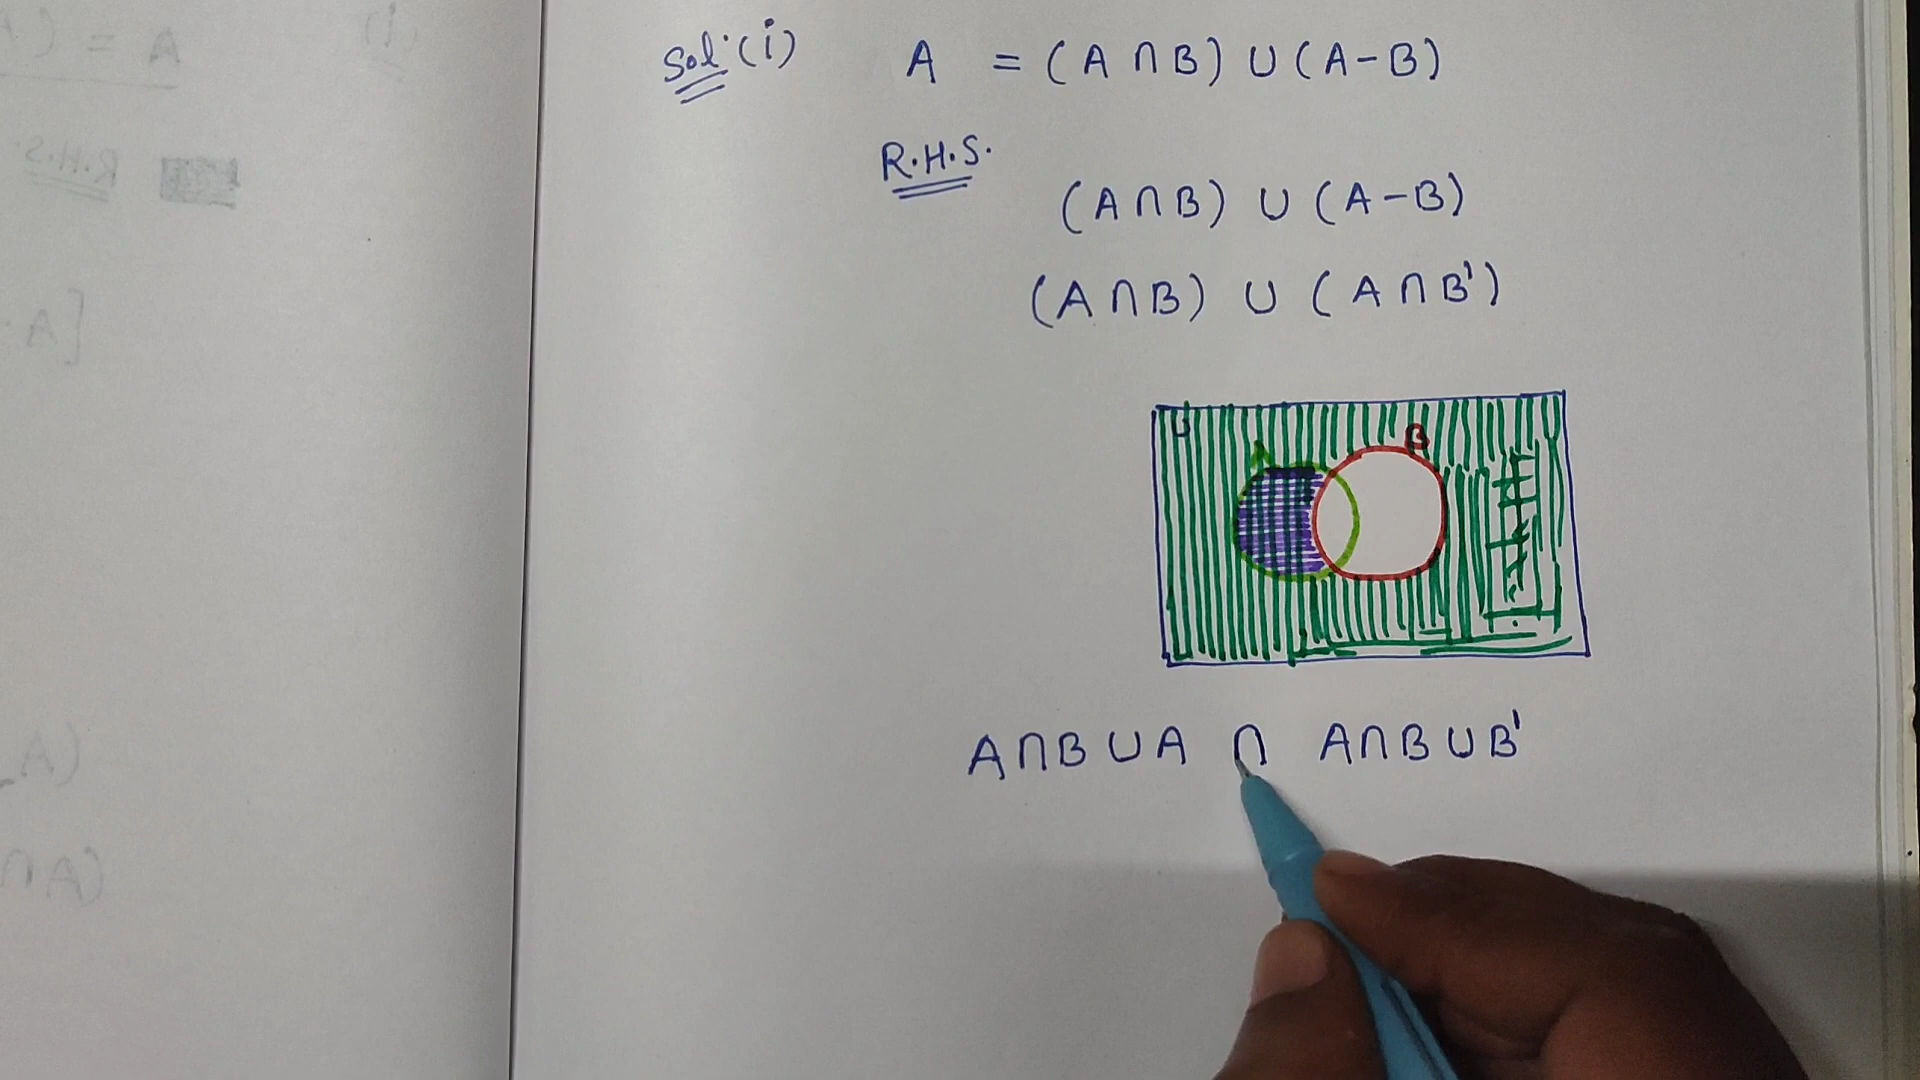 Sol. (i) A = (A ∩ B) ∪ (A - B)
R.H.S.
(A ∩ B) ∪ (A - B)
(A ∩ B) ∪ (A ∩ B')
U A B
A ∩ B ∪ A ∩ A ∩ B ∪ B'